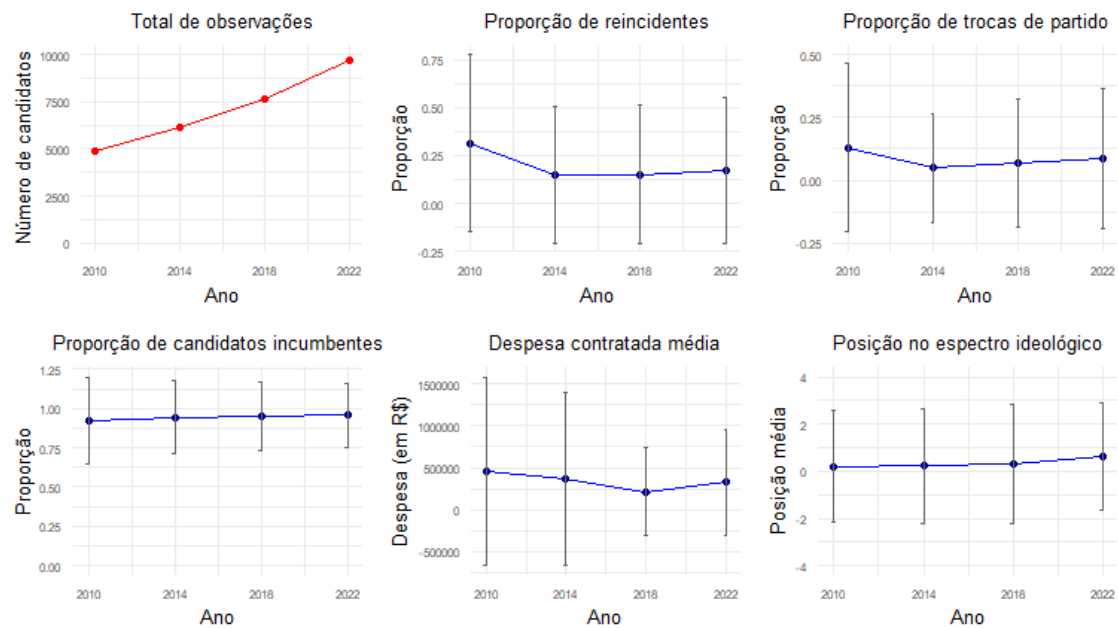 Total de observações
Número de candidatos
10000
7500
5000
2500
0
2010 2014 2018 2022
Ano
Proporção de reincidentes
Proporção
0.75
0.50
0.25
0.00
-0.25
2010 2014 2018 2022
Ano
Proporção de trocas de partido
Proporção
0.50
0.25
0.00
-0.25
2010 2014 2018 2022
Ano
Proporção de candidatos incumbentes
Proporção
1.25
1.00
0.75
0.50
0.25
0.00
2010 2014 2018 2022
Ano
Despesa contratada média
Despesa (em R$)
1500000
1000000
500000
0
-500000
2010 2014 2018 2022
Ano
Posição no espectro ideológico
Posição média
4
2
0
-2
-4
2010 2014 2018 2022
Ano